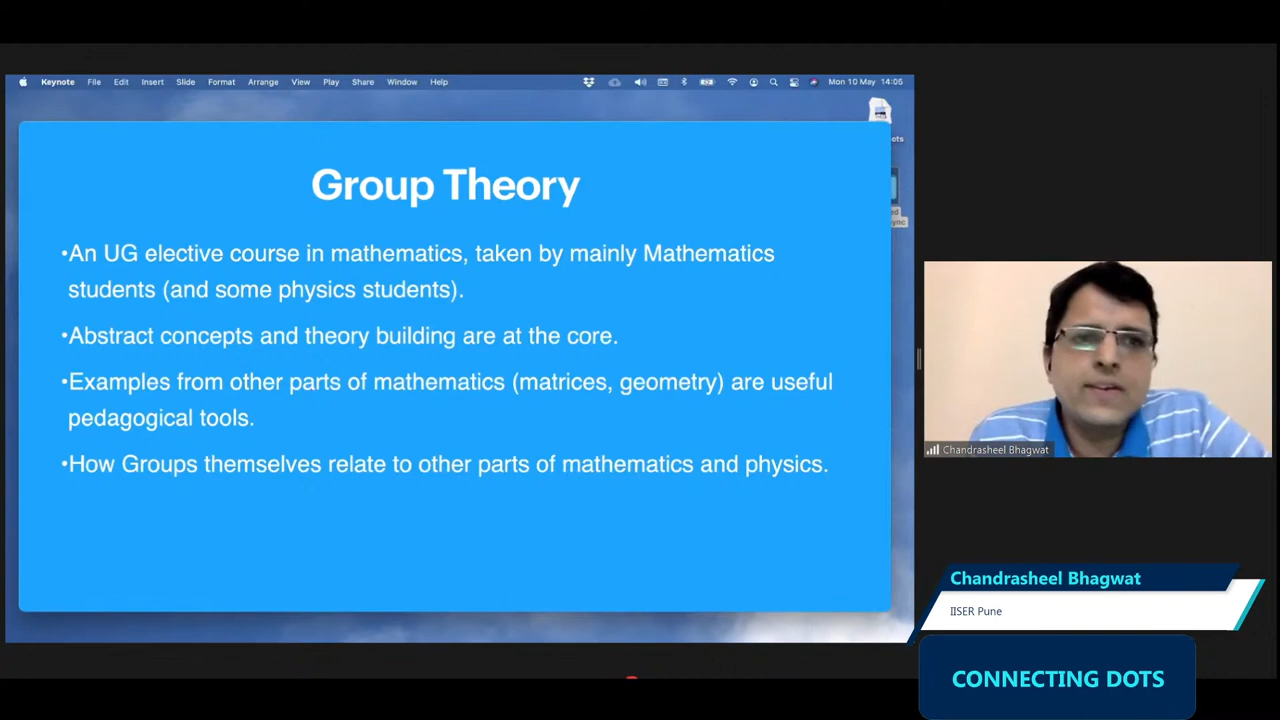 Keynote File Edit Insert Slide Format Arrange View Play Share Window Help Mon 10 May 14:05
Group Theory
•An UG elective course in mathematics, taken by mainly Mathematics
students (and some physics students).
•Abstract concepts and theory building are at the core.
•Examples from other parts of mathematics (matrices, geometry) are useful
pedagogical tools.
•How Groups themselves relate to other parts of mathematics and physics.
Chandrasheel Bhagwat
Chandrasheel Bhagwat
IISER Pune
CONNECTING DOTS